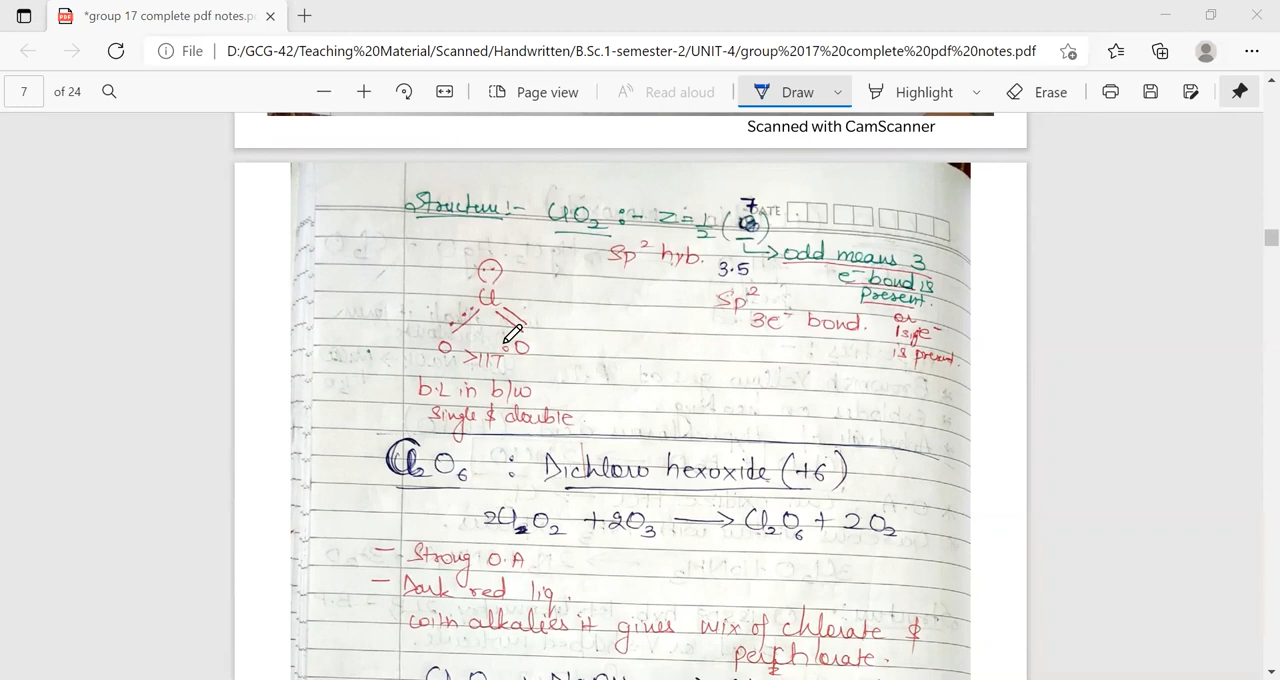 *group 17 complete pdf notes.p
File D:/GCG-42/Teaching%20Material/Scanned/Handwritten/B.Sc.1-semester-2/UNIT-4/group%2017%20complete%20pdf%20notes.pdf
7 of 24 Page view Read aloud Draw Highlight Erase
Scanned with CamScanner
DATE
Structure:- ClO2 :- Z=1/2 (7)
Sp2 hyb. 3.5 → odd means 3
e- bond is
present.
Sp2
3e- bond. or
1 sigle e-
is present.
Cl
O O
>117
b.L in b/w
Single & double
Cl2O6 : Dichloro hexoxide (+6)
2ClO2 + 2O3 → Cl2O6 + 2O2
- Strong O.A
- Dark red liq.
with alkalies it gives mix of chlorate &
perchlorate.